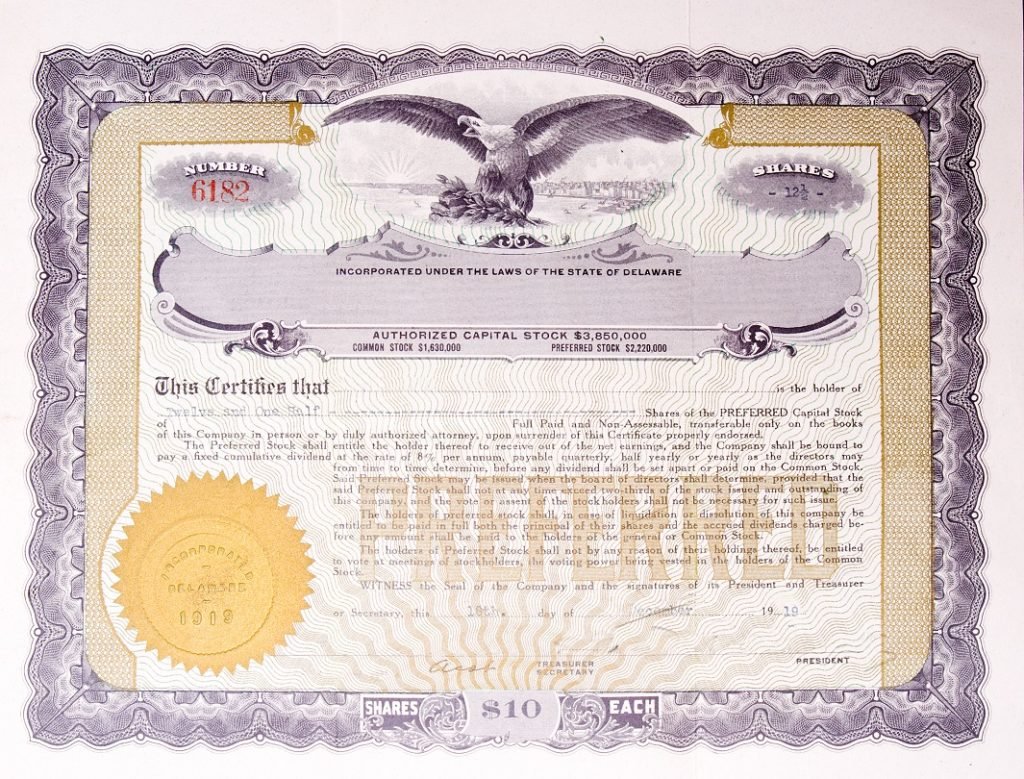 NUMBER
6182
SHARES
- 12½ -
INCORPORATED UNDER THE LAWS OF THE STATE OF DELAWARE
AUTHORIZED CAPITAL STOCK $3,850,000
COMMON STOCK $1,630,000 PREFERRED STOCK $2,220,000
This Certifies that is the holder of
Twelve and One Half Shares of the PREFERRED Capital Stock
of Full Paid and Non-Assessable, transferable only on the books
of this Company in person or by duly authorized attorney, upon surrender of this Certificate properly endorsed.
The Preferred Stock shall entitle the holder thereof to receive out of the net earnings, and the Company shall be bound to
pay a fixed cumulative dividend at the rate of 8% per annum, payable quarterly, half yearly or yearly as the directors may
from time to time determine, before any dividend shall be set apart or paid on the Common Stock.
Said Preferred Stock may be issued when the board of directors shall determine, provided that the
said Preferred Stock shall not at any time exceed two-thirds of the stock issued and outstanding of
this company, and the vote or assent of the stockholders shall not be necessary for such issue.
The holders of preferred stock shall, in case of liquidation or dissolution of this company be
entitled to be paid in full both the principal of their shares and the accrued dividends charged be-
fore any amount shall be paid to the holders of the general or Common Stock.
The holders of Preferred Stock shall not by any reason of their holdings thereof, be entitled
to vote at meetings of stockholders, the voting power being vested in the holders of the Common
Stock.
WITNESS the Seal of the Company and the signatures of its President and Treasurer
or Secretary, this 18th. day of December 19 19
PREFERRED
INCORPORATED
DELAWARE
1919
TREASURER
SECRETARY
PRESIDENT
SHARES $10 EACH